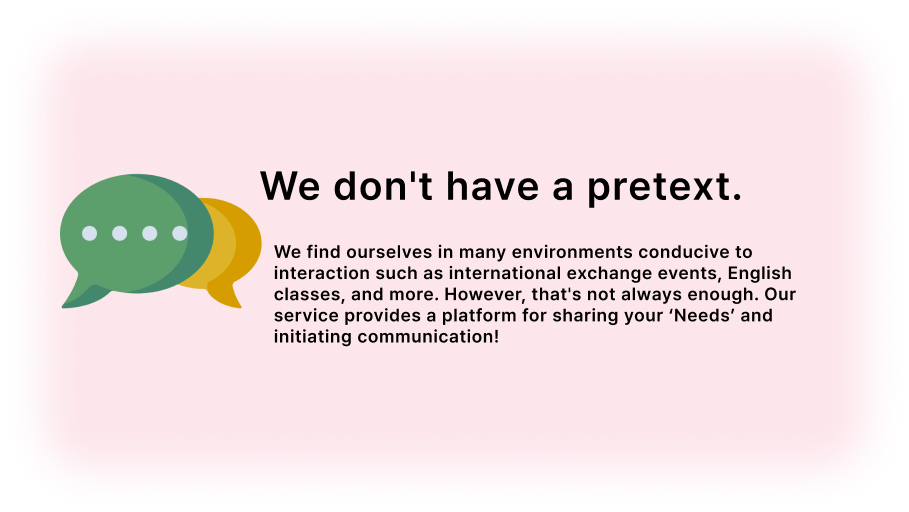 We don't have a pretext.
We find ourselves in many environments conducive to
interaction such as international exchange events, English
classes, and more. However, that's not always enough. Our
service provides a platform for sharing your ‘Needs’ and
initiating communication!